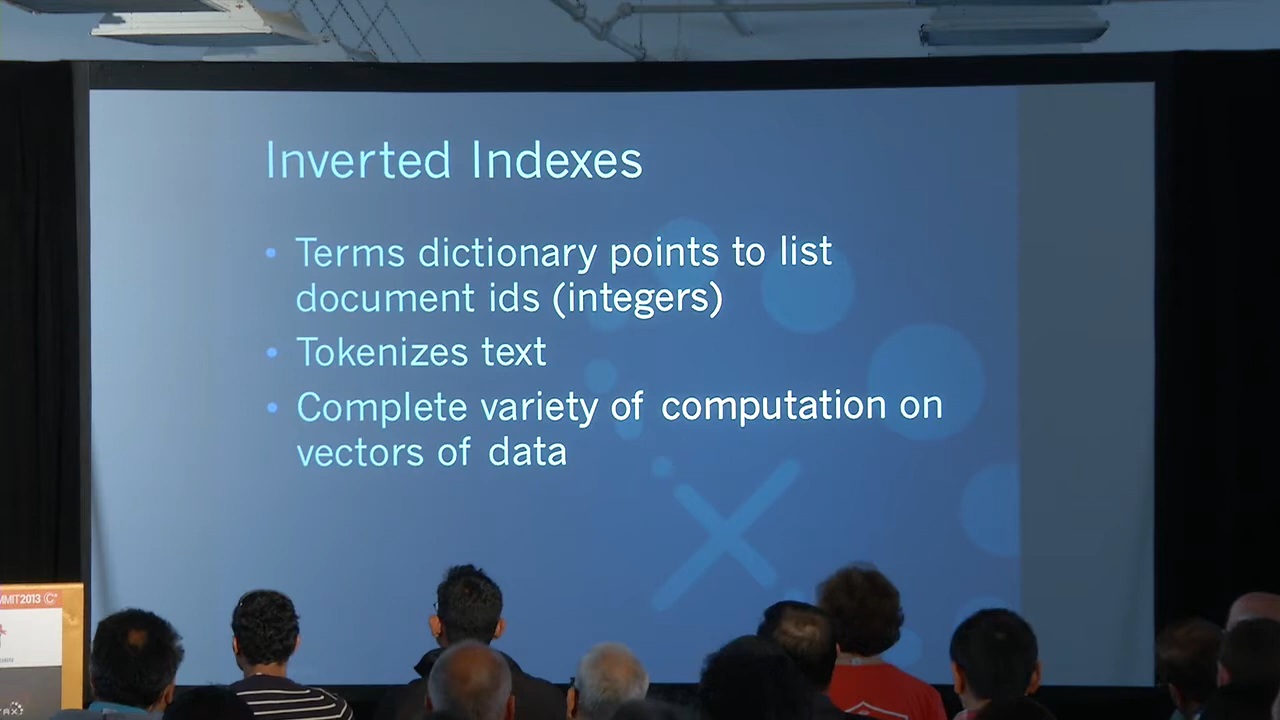 Inverted Indexes
• Terms dictionary points to list
document ids (integers)
• Tokenizes text
• Complete variety of computation on
vectors of data
MMIT2013